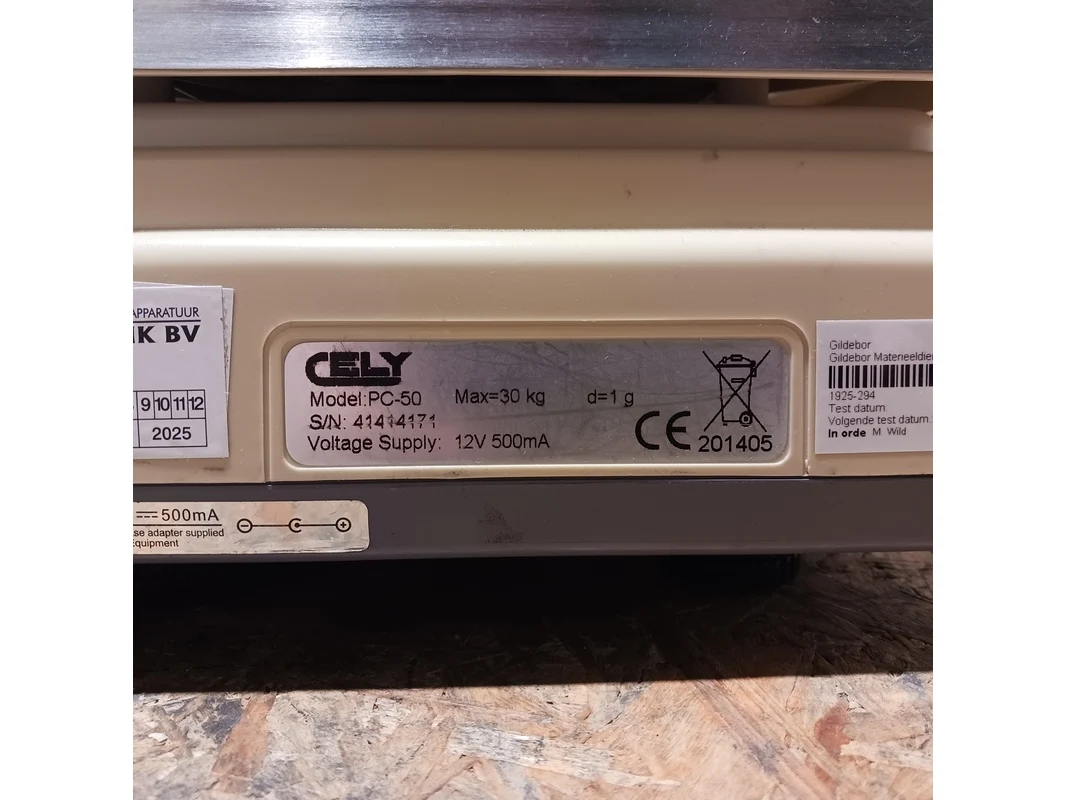 APPARATUUR
IK BV
9 10 11 12
2025
CELY
Model:PC-50 Max=30 kg d=1 g
S/N: 41414171
Voltage Supply: 12V 500mA
CE 201405
Gildebor
Gildebor
1925-294
Test datum
Volgende test datum
In orde M. Wild
500mA
adapter supplied
equipment